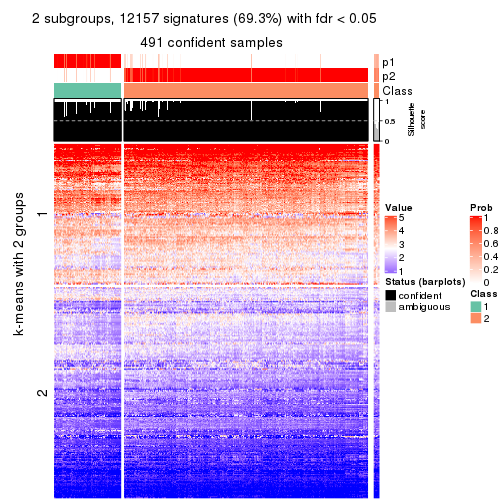 2 subgroups, 12157 signatures (69.3%) with fdr < 0.05
491 confident samples
p1
p2
Class
1
0.5
0
Silhouette
score
k-means with 2 groups
1
2
Value
5
4
3
2
1
Prob
1
0.8
0.6
0.4
0.2
0
Status (barplots)
confident
ambiguous
Class
1
2